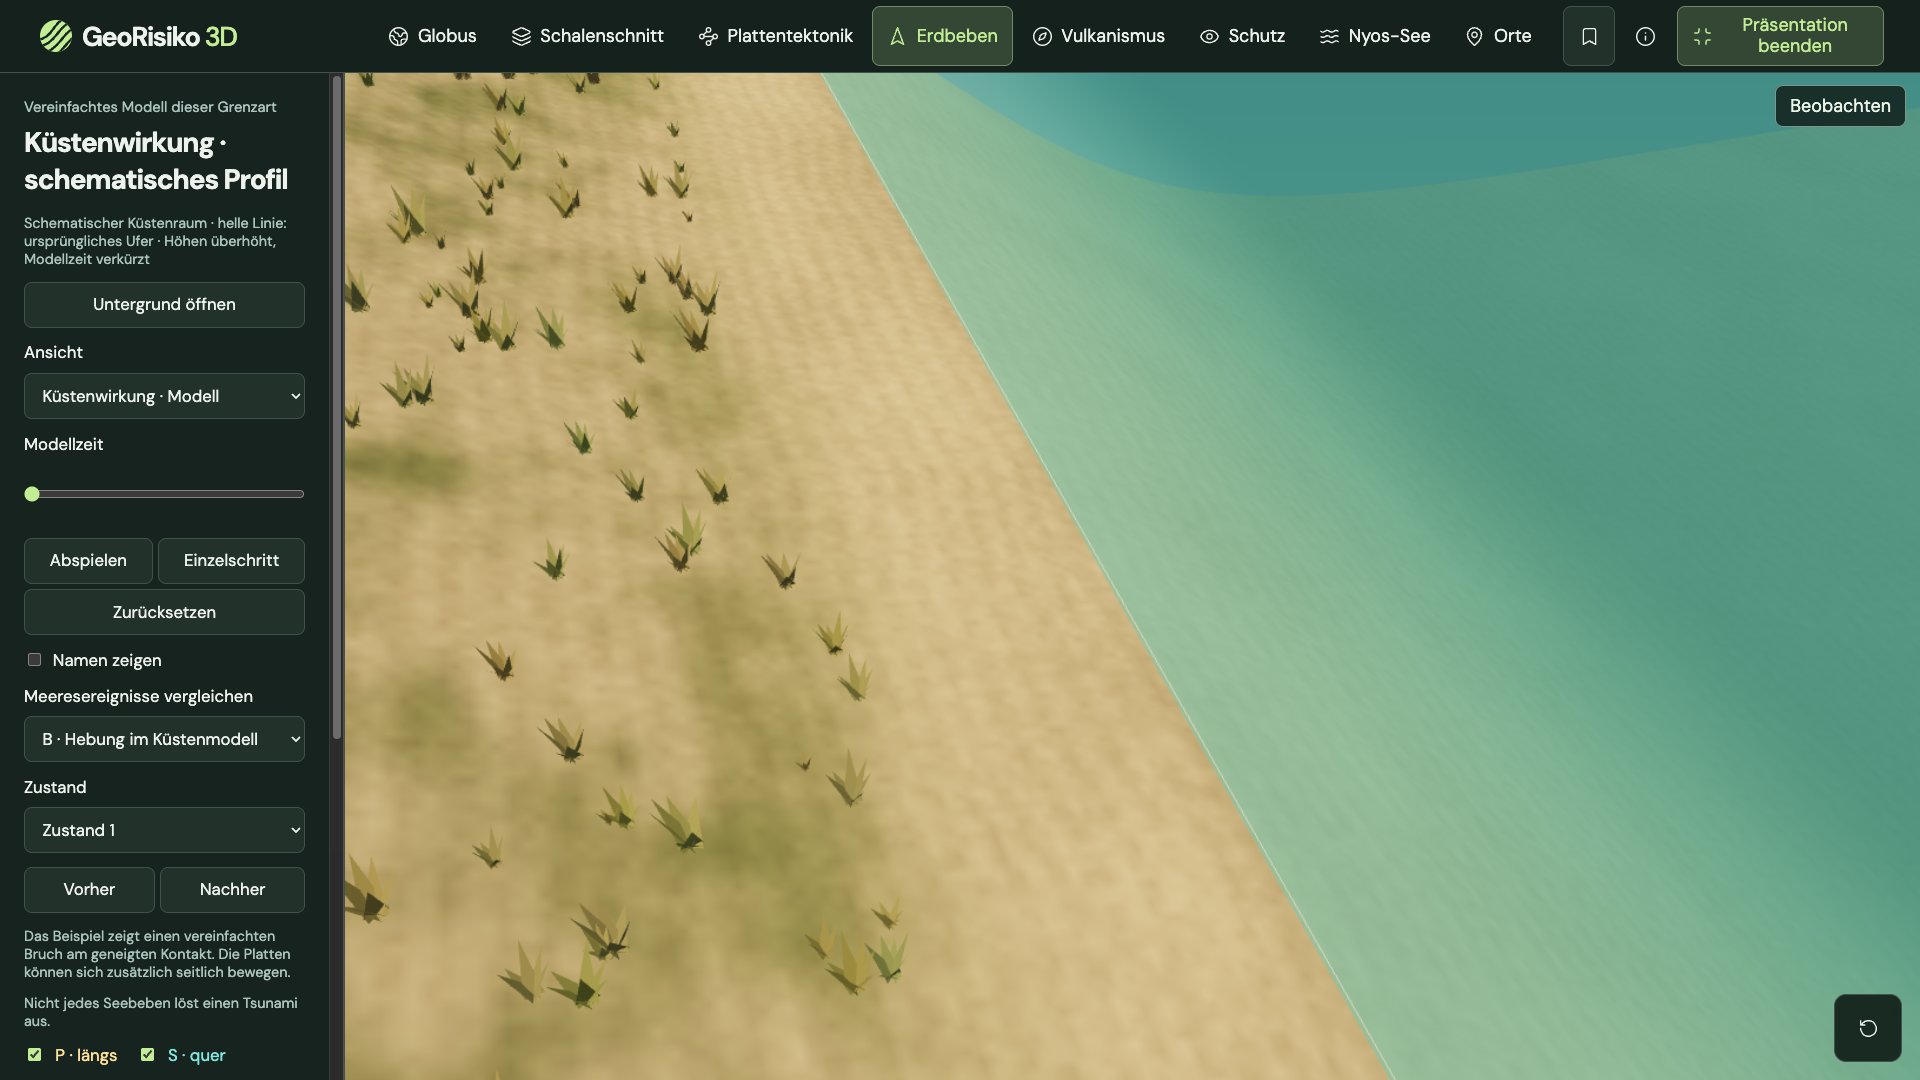 GeoRisiko 3D
Globus
Schalenschnitt
Plattentektonik
Erdbeben
Vulkanismus
Schutz
Nyos-See
Orte
Präsentation
beenden
Vereinfachtes Modell dieser Grenzart
Küstenwirkung ·
schematisches Profil
Schematischer Küstenraum · helle Linie:
ursprüngliches Ufer · Höhen überhöht,
Modellzeit verkürzt
Untergrund öffnen
Ansicht
Küstenwirkung · Modell
Modellzeit
Abspielen
Einzelschritt
Zurücksetzen
Namen zeigen
Meeresereignisse vergleichen
B · Hebung im Küstenmodell
Zustand
Zustand 1
Vorher
Nachher
Das Beispiel zeigt einen vereinfachten
Bruch am geneigten Kontakt. Die Platten
können sich zusätzlich seitlich bewegen.
Nicht jedes Seebeben löst einen Tsunami
aus.
P · längs
S · quer
Beobachten